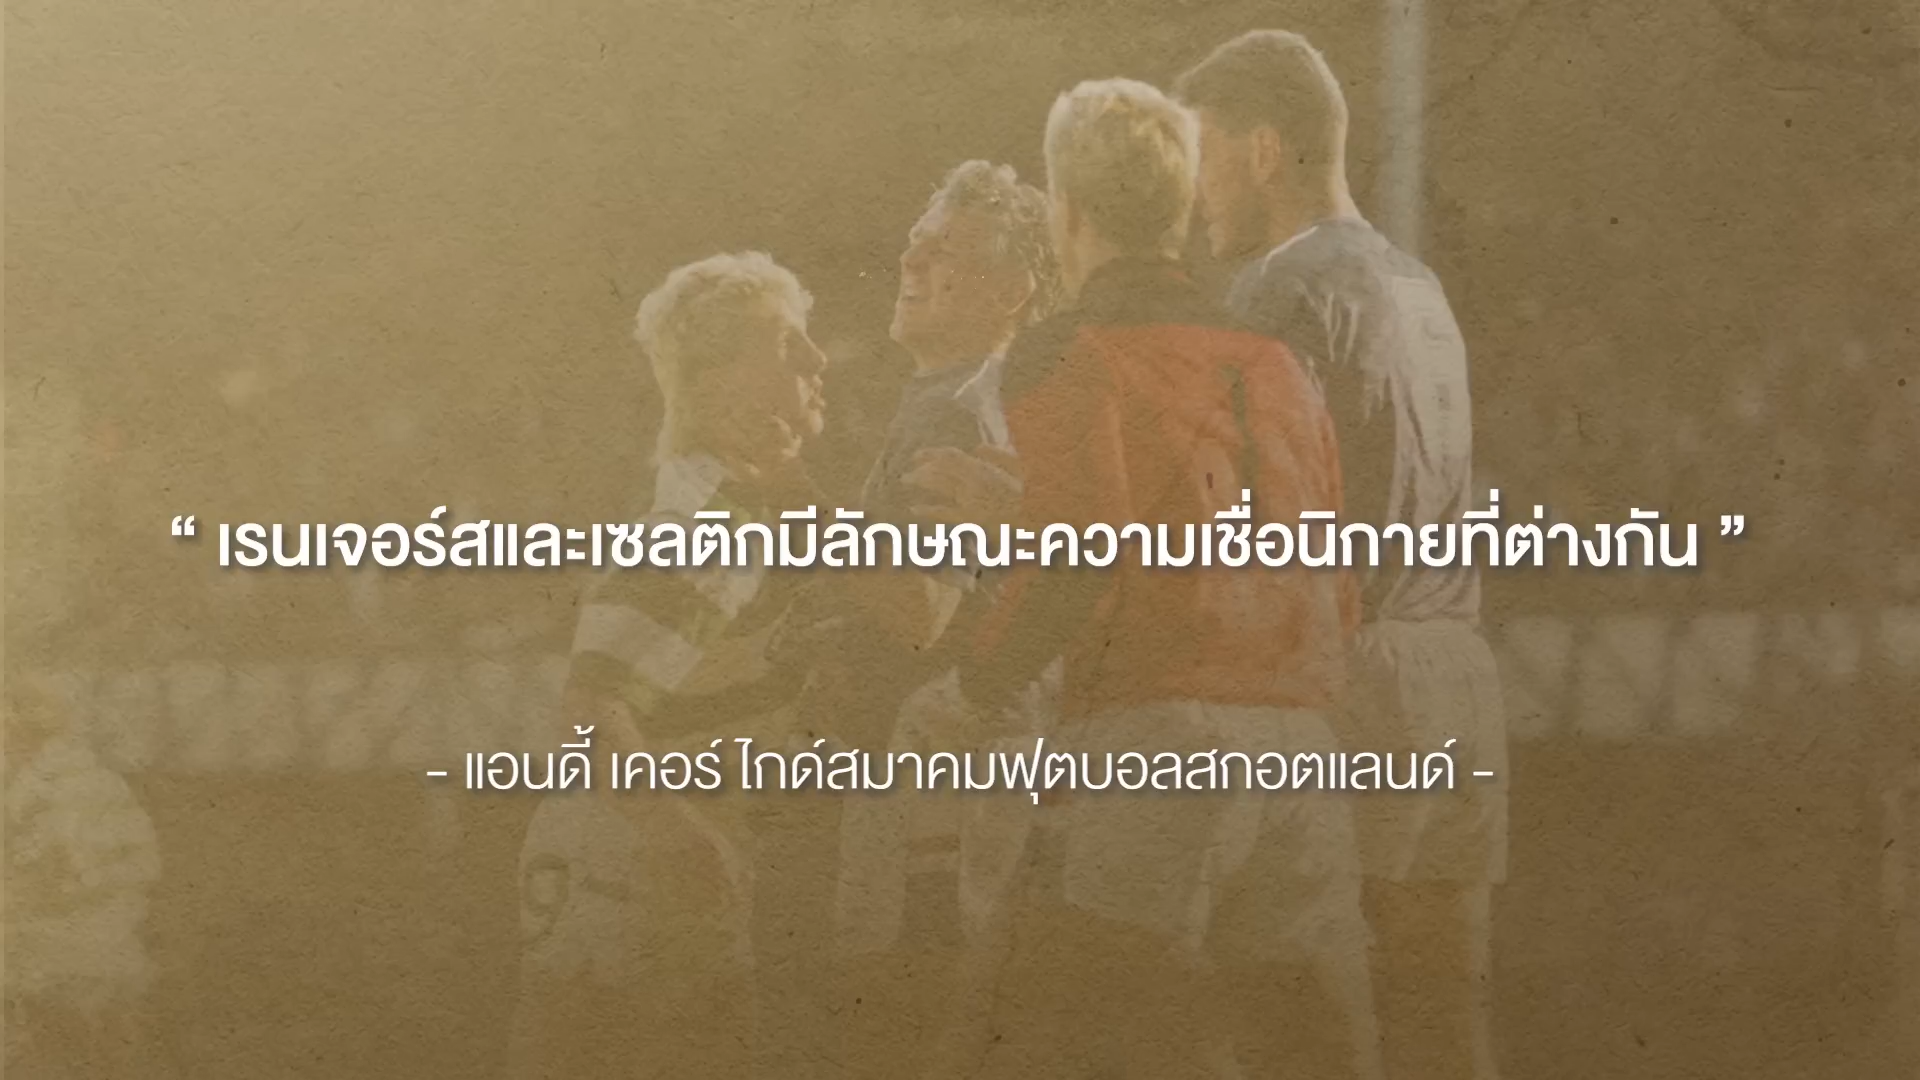 “ เรนเจอร์สและเซลติกมีลักษณะความเชื่อนิกายที่ต่างกัน ”
- แอนดี้ เคอร์ ไกด์สมาคมฟุตบอลสกอตแลนด์ -